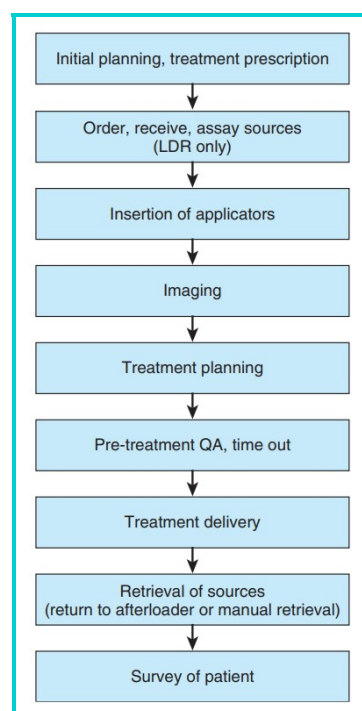 Initial planning, treatment prescription
Order, receive, assay sources
(LDR only)
Insertion of applicators
Imaging
Treatment planning
Pre-treatment QA, time out
Treatment delivery
Retrieval of sources
(return to afterloader or manual retrieval)
Survey of patient